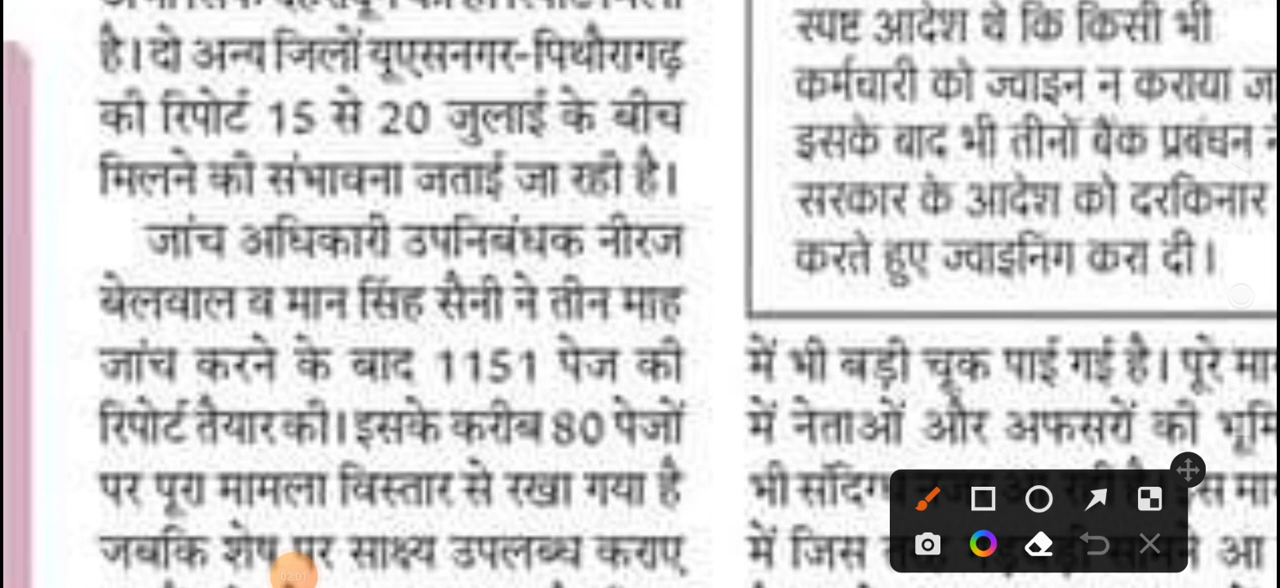 है। दो अन्य जिलों यूएसनगर-पिथौरागढ़
की रिपोर्ट 15 से 20 जुलाई के बीच
मिलने की संभावना जताई जा रही है।
जांच अधिकारी उपनिबंधक नीरज
बेलवाल व मान सिंह सैनी ने तीन माह
जांच करने के बाद 1151 पेज की
रिपोर्ट तैयार की। इसके करीब 80 पेजों
पर पूरा मामला विस्तार से रखा गया है
जबकि शेष पर साक्ष्य उपलब्ध कराए
स्पष्ट आदेश थे कि किसी भी
कर्मचारी को ज्वाइन न कराया
इसके बाद भी तीनों बैंक प्रबंधन
सरकार के आदेश को दरकिनार
करते हुए ज्वाइनिंग करा दी।
में भी बड़ी चूक पाई गई है। पूरे
में नेताओं और अफसरों की
भी
में जिस
02:01